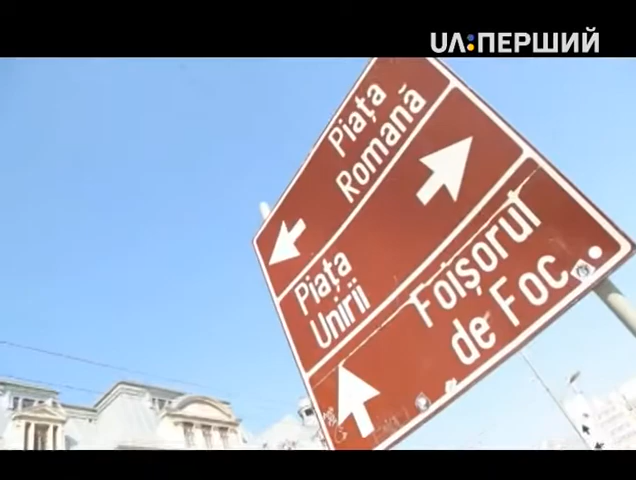 UA:ПЕРШИЙ
Piața
Romană
Piața
Unirii
Foișorul
de Foc